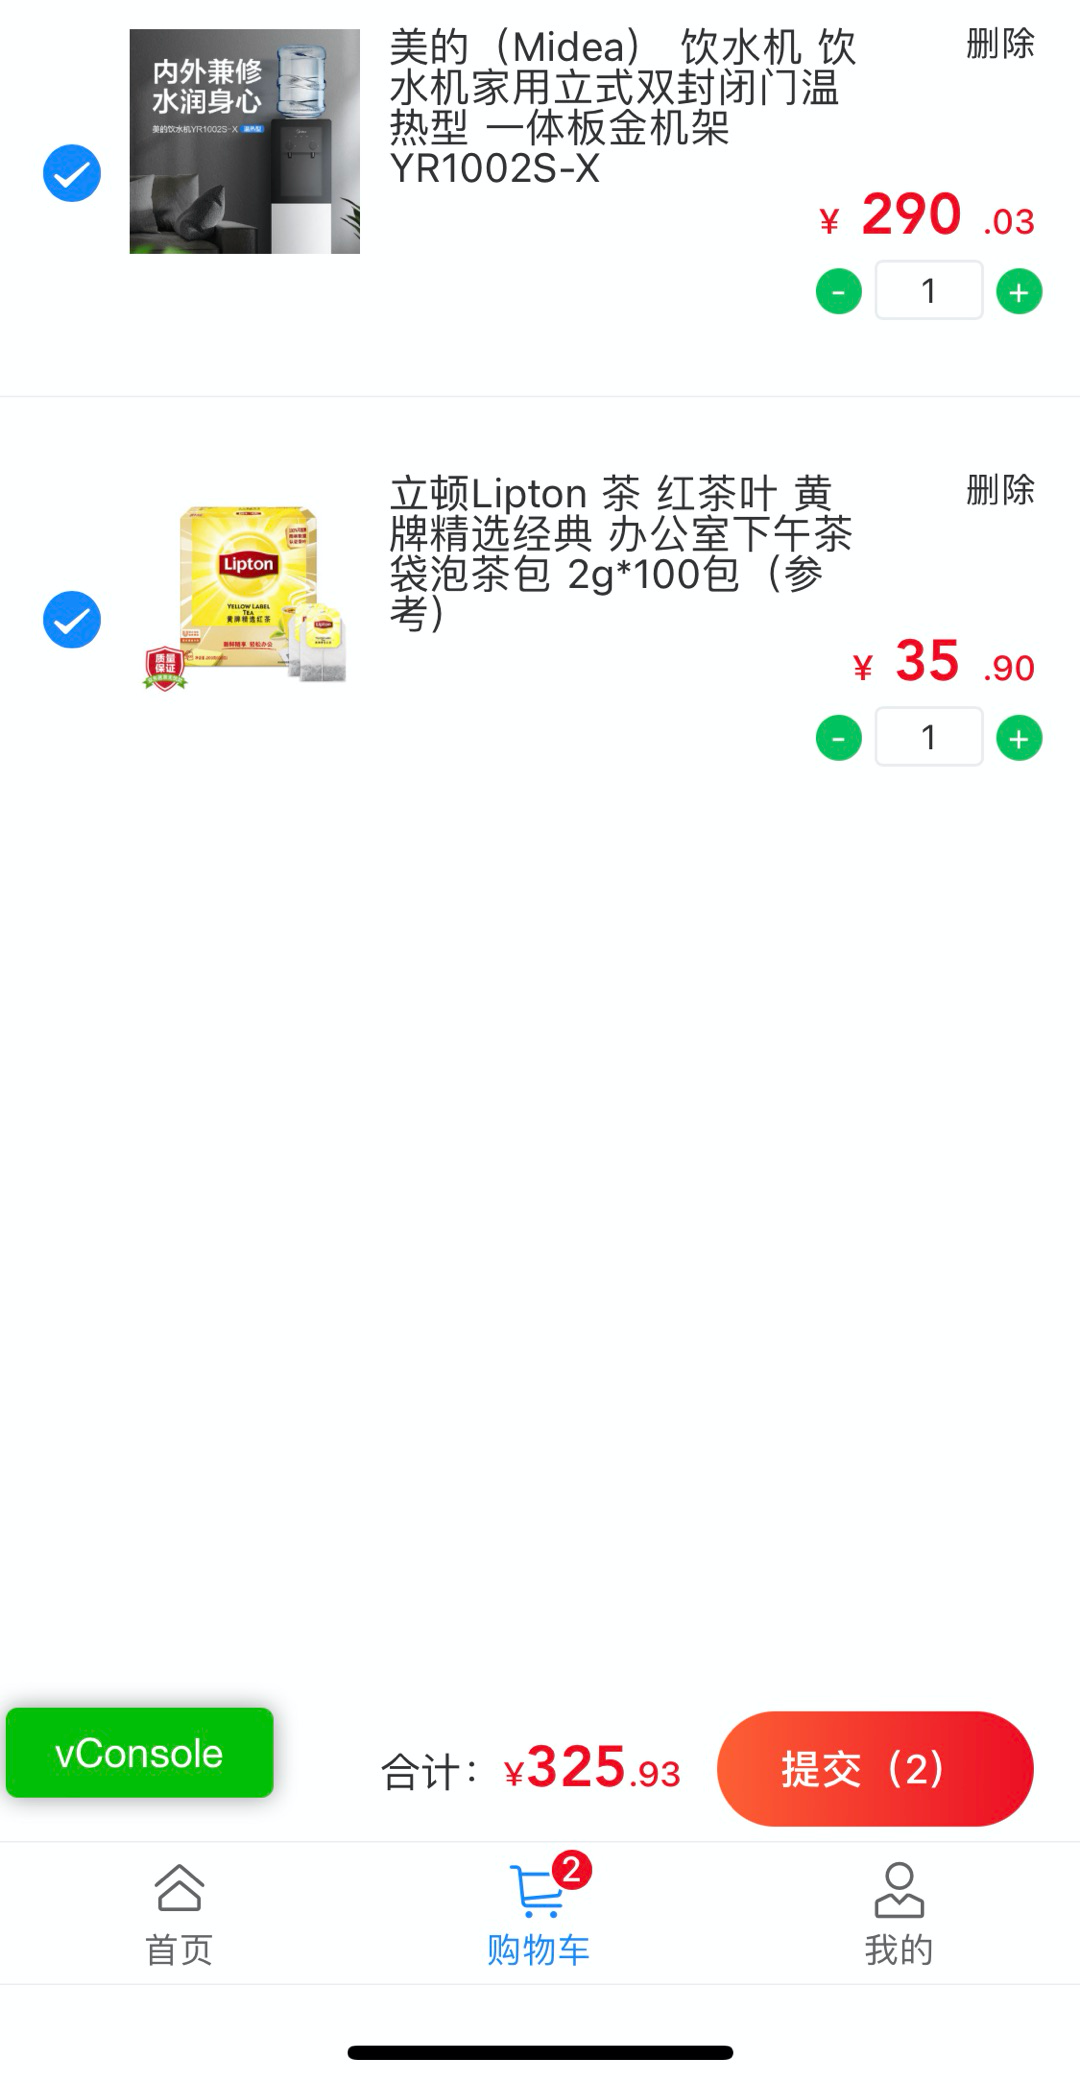 内外兼修
水润身心
美的饮水机YR1002S-X 温热型
美的（Midea） 饮水机 饮
水机家用立式双封闭门温
热型 一体板金机架
YR1002S-X
删除
¥ 290 .03
- 1 +
立顿Lipton 茶 红茶叶 黄
牌精选经典 办公室下午茶
袋泡茶包 2g*100包（参
考）
删除
Lipton
YELLOW LABEL
TEA
黄牌精选红茶
质量
保证
¥ 35 .90
- 1 +
vConsole
合计：¥325.93
提交（2）
2
首页
购物车
我的